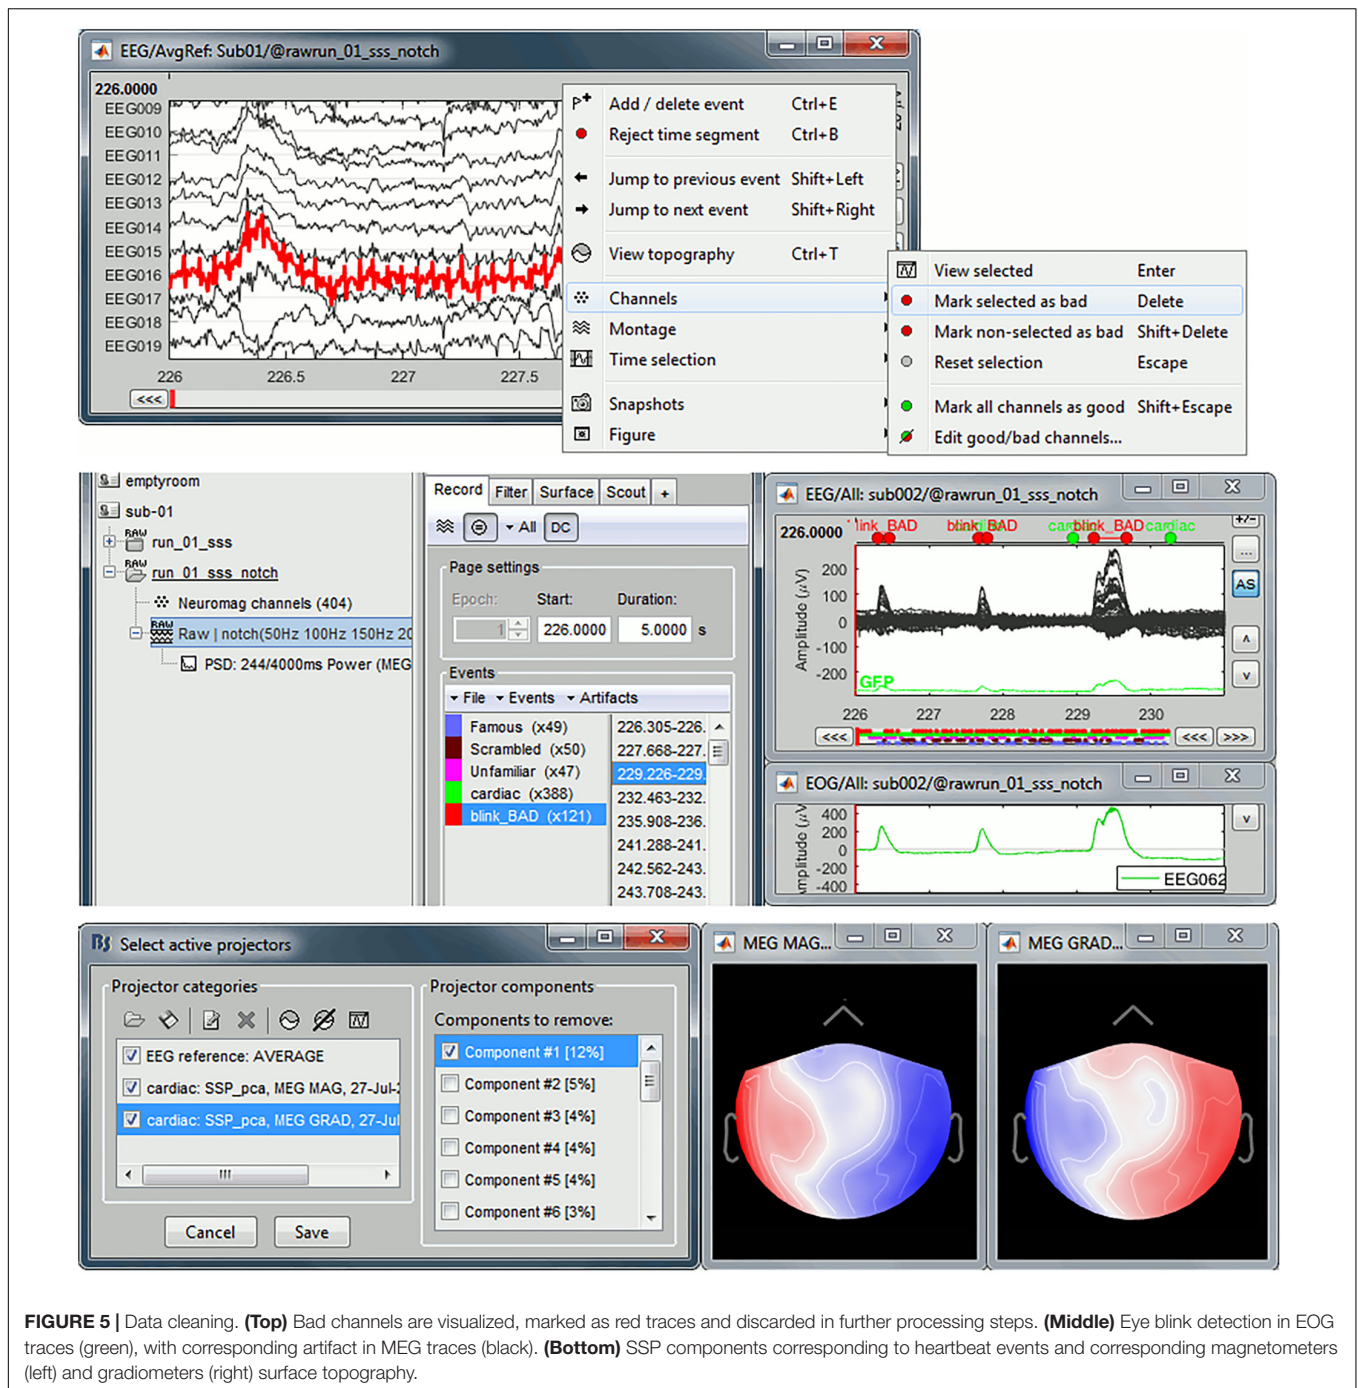 EEG/AvgRef: Sub01/@rawrun_01_sss_notch
226.0000
EEG009
EEG010
EEG011
EEG012
EEG013
EEG014
EEG015
EEG016
EEG017
EEG018
EEG019
226 226.5 227 227.5
<<<
Add / delete event Ctrl+E
Reject time segment Ctrl+B
Jump to previous event Shift+Left
Jump to next event Shift+Right
View topography Ctrl+T
Channels
Montage
Time selection
Snapshots
Figure
View selected Enter
Mark selected as bad Delete
Mark non-selected as bad Shift+Delete
Reset selection Escape
Mark all channels as good Shift+Escape
Edit good/bad channels...
emptyroom
sub-01
RAW
run_01_sss
RAW
run_01_sss_notch
Neuromag channels (404)
RAW
Raw | notch(50Hz 100Hz 150Hz 20
PSD: 244/4000ms Power (MEG
Record Filter Surface Scout +
All DC
Page settings
Epoch: Start: Duration:
1 226.0000 5.0000 s
Events
File Events Artifacts
Famous (x49)
Scrambled (x50)
Unfamiliar (x47)
cardiac (x388)
blink_BAD (x121)
226.305-226.
227.668-227.
229.226-229.
232.463-232.
235.908-236.
241.288-241.
242.562-243.
243.708-243.
EEG/All: sub002/@rawrun_01_sss_notch
226.0000
link_BAD blink_BAD blink_BAD cardiac
+/-
...
AS
Amplitude (µV)
200
100
0
-100
-200
GFP
226 227 228 229 230
<<< <<< >>>
EOG/All: sub002/@rawrun_01_sss_notch
mplitude (µV
400
200
0
-200
-400
EEG062
Select active projectors
Projector categories
EEG reference: AVERAGE
cardiac: SSP_pca, MEG MAG, 27-Jul-2
cardiac: SSP_pca, MEG GRAD, 27-Jul
Cancel Save
Projector components
Components to remove:
Component #1 [12%]
Component #2 [5%]
Component #3 [4%]
Component #4 [4%]
Component #5 [4%]
Component #6 [3%]
MEG MAG...
MEG GRAD...
FIGURE 5 | Data cleaning. (Top) Bad channels are visualized, marked as red traces and discarded in further processing steps. (Middle) Eye blink detection in EOG
traces (green), with corresponding artifact in MEG traces (black). (Bottom) SSP components corresponding to heartbeat events and corresponding magnetometers
(left) and gradiometers (right) surface topography.